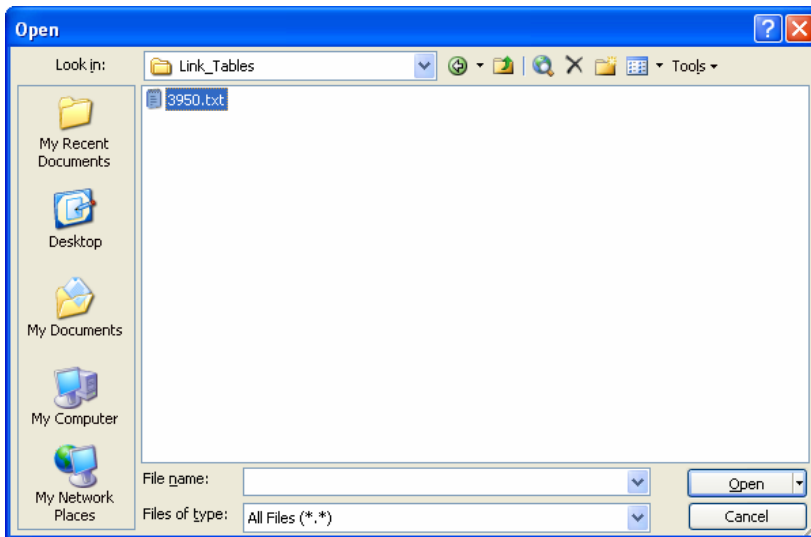 Open
Look in:
Link_Tables
Tools
3950.txt
My Recent
Documents
Desktop
My Documents
My Computer
My Network
Places
File name:
Open
Files of type:
All Files (*.*)
Cancel